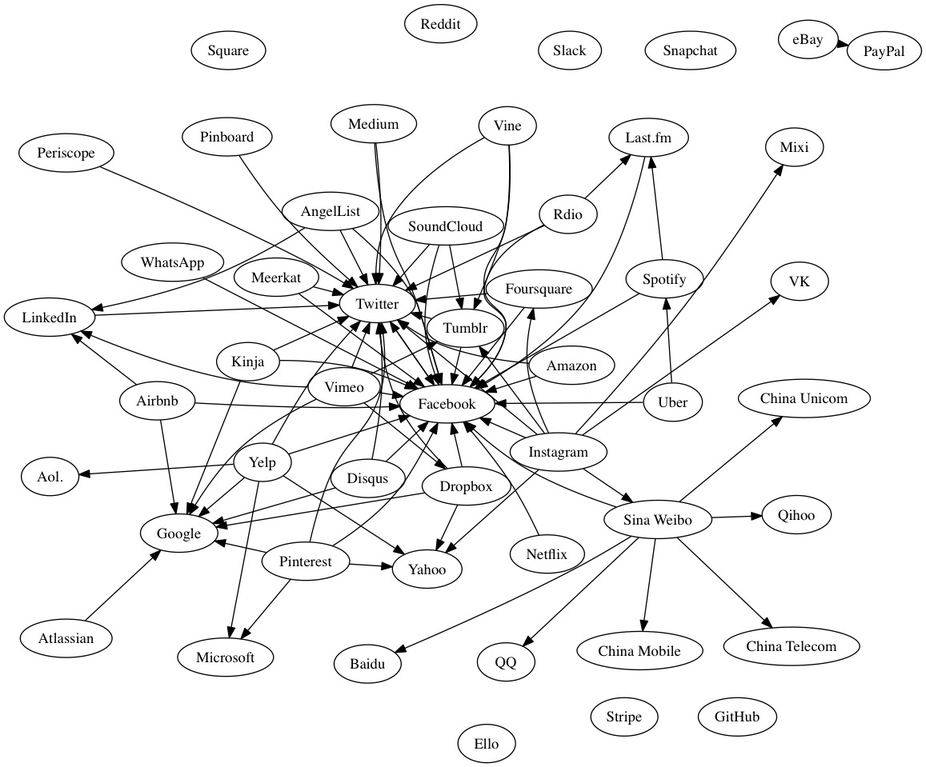 Reddit
Square
Slack
Snapchat
eBay
PayPal
Periscope
Pinboard
Medium
Vine
Last.fm
Mixi
AngelList
SoundCloud
Rdio
WhatsApp
Meerkat
Twitter
Foursquare
Spotify
VK
LinkedIn
Tumblr
Kinja
Vimeo
Amazon
Airbnb
Facebook
Uber
China Unicom
Aol.
Yelp
Disqus
Dropbox
Instagram
Google
Sina Weibo
Qihoo
Pinterest
Yahoo
Netflix
Atlassian
Microsoft
Baidu
QQ
China Mobile
China Telecom
Stripe
GitHub
Ello